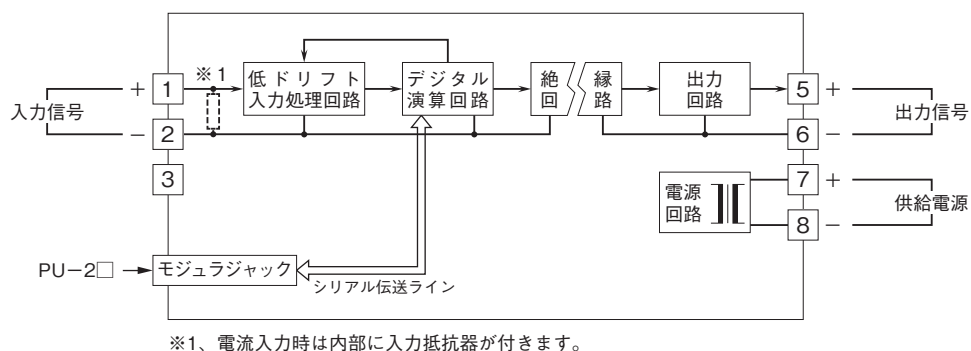 ※1
低ドリフト
入力処理回路
デジタル
演算回路
絶 縁
回 路
出力
回路
+ 1
入力信号
− 2
3
5 +
出力信号
6 −
電源
回路
7 +
供給電源
8 −
PU−2□
モジュラジャック
シリアル伝送ライン
※1、電流入力時は内部に入力抵抗器が付きます。